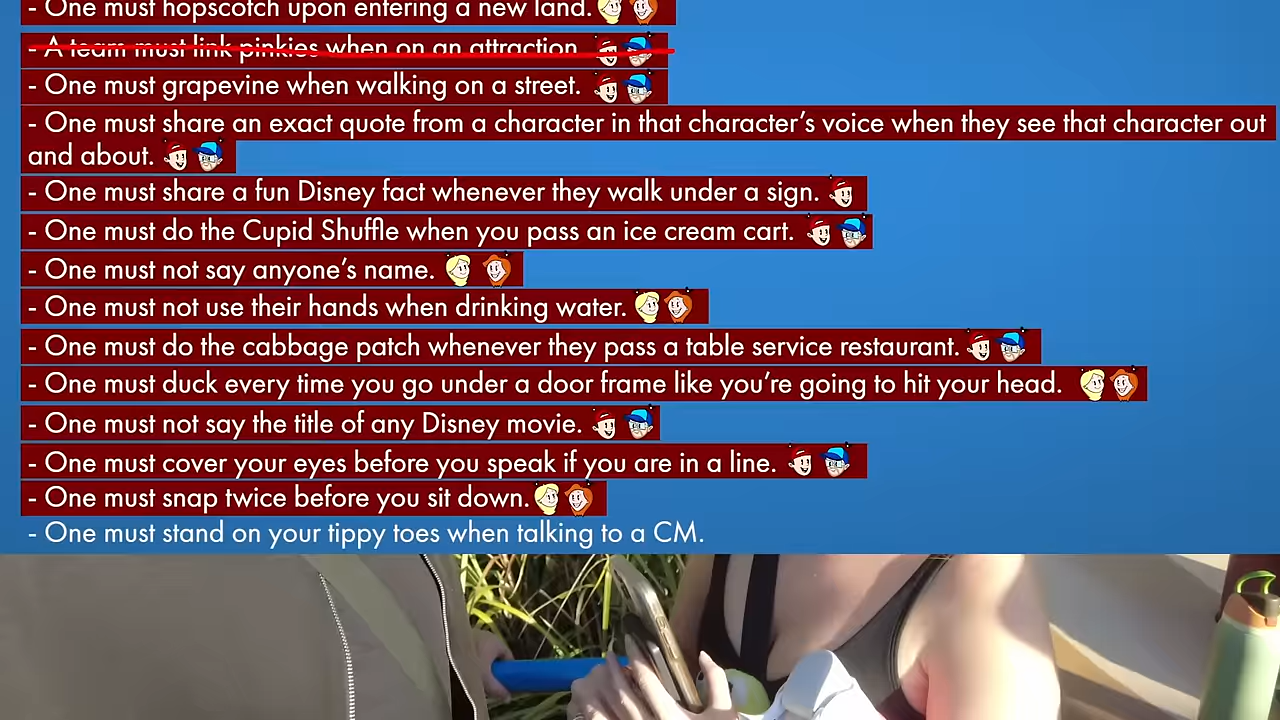 - One must hopscotch upon entering a new land.
- A team must link pinkies when on an attraction.
- One must grapevine when walking on a street.
- One must share an exact quote from a character in that character’s voice when they see that character out
and about.
- One must share a fun Disney fact whenever they walk under a sign.
- One must do the Cupid Shuffle when you pass an ice cream cart.
- One must not say anyone’s name.
- One must not use their hands when drinking water.
- One must do the cabbage patch whenever they pass a table service restaurant.
- One must duck every time you go under a door frame like you’re going to hit your head.
- One must not say the title of any Disney movie.
- One must cover your eyes before you speak if you are in a line.
- One must snap twice before you sit down.
- One must stand on your tippy toes when talking to a CM.